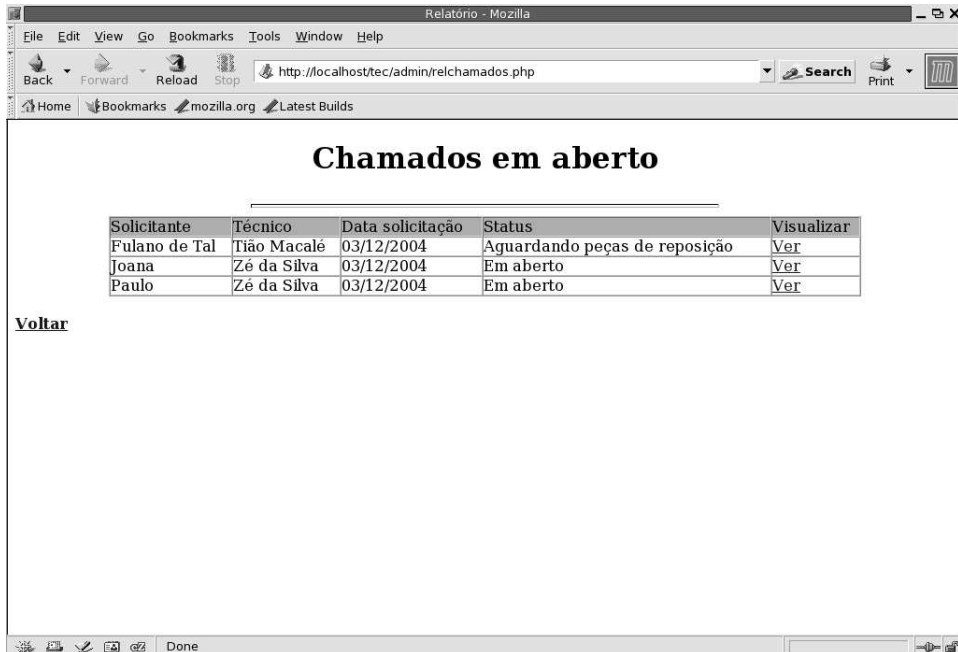 Relatório - Mozilla
File Edit View Go Bookmarks Tools Window Help
Back Forward Reload Stop http://localhost/tec/admin/relchamados.php Search Print
Home Bookmarks mozilla.org Latest Builds
Chamados em aberto
Solicitante Técnico Data solicitação Status Visualizar
Fulano de Tal Tião Macalé 03/12/2004 Aguardando peças de reposição Ver
Joana Zé da Silva 03/12/2004 Em aberto Ver
Paulo Zé da Silva 03/12/2004 Em aberto Ver
Voltar
Done